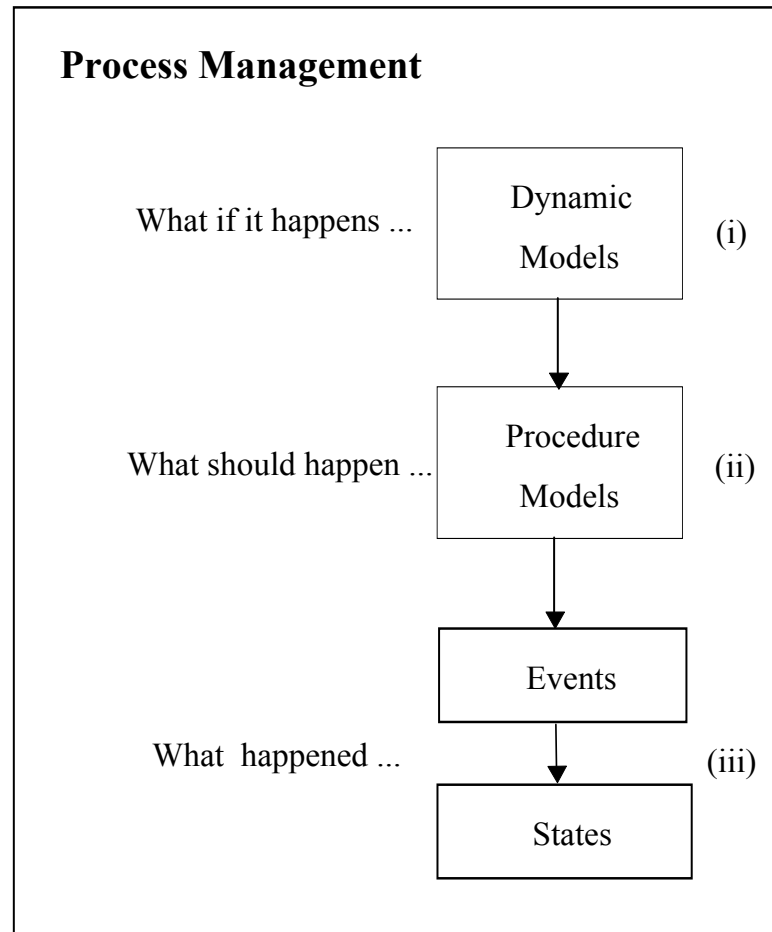 Process Management
What if it happens ...
Dynamic
Models
(i)
What should happen ...
Procedure
Models
(ii)
Events
What happened ...
(iii)
States